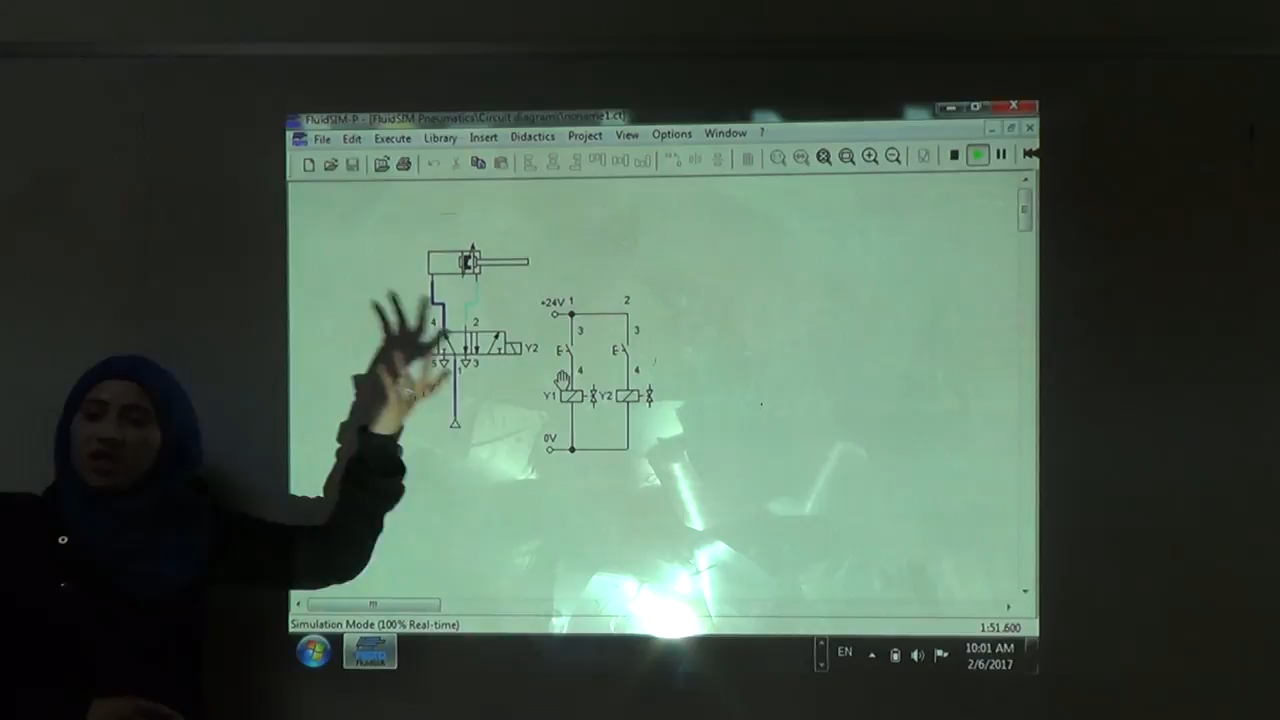 FluidSIM-P - [FluidSIM Pneumatics\Circuit diagrams\noname1.ct]
File Edit Execute Library Insert Didactics Project View Options Window ?
+24V 1 2
3 3
4 2
E E
Y2
5 1 3
4 4
Y1 Y2
0V
Simulation Mode (100% Real-time) 1:51.600
EN 10:01 AM
2/6/2017
FESTO
FluidSIM